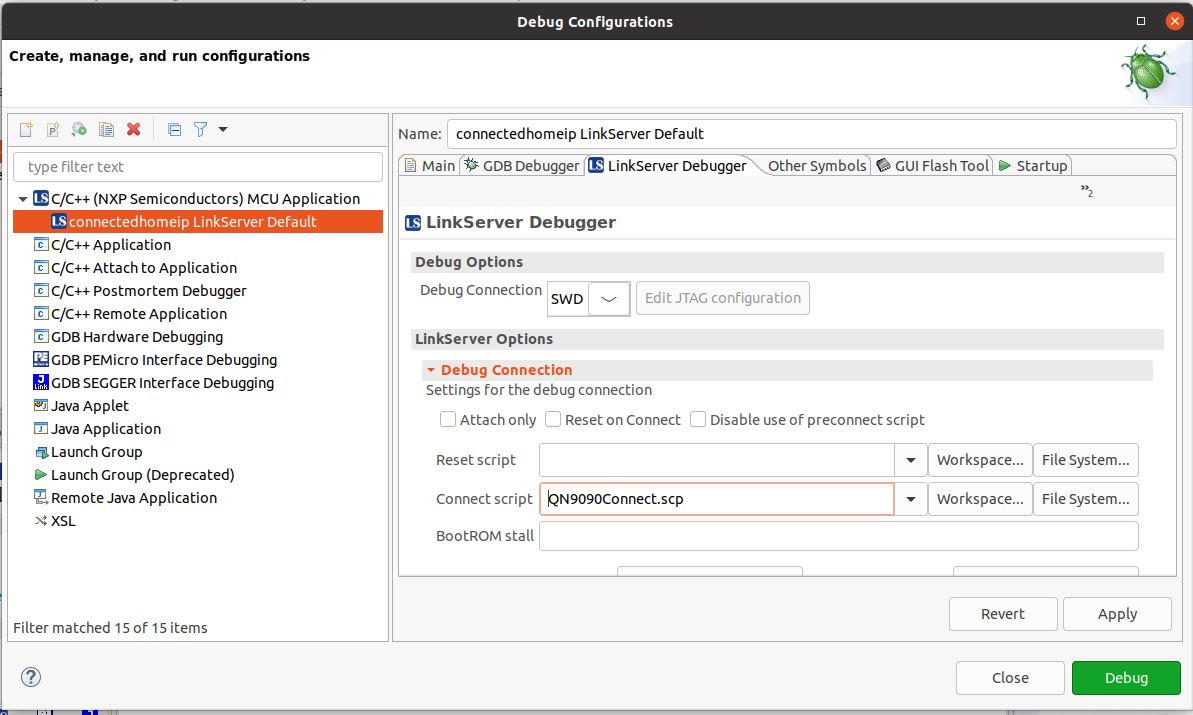 Debug Configurations
Create, manage, and run configurations
type filter text
C/C++ (NXP Semiconductors) MCU Application
LS connectedhomeip LinkServer Default
C/C++ Application
C/C++ Attach to Application
C/C++ Postmortem Debugger
C/C++ Remote Application
GDB Hardware Debugging
GDB PEMicro Interface Debugging
GDB SEGGER Interface Debugging
Java Applet
Java Application
Launch Group
Launch Group (Deprecated)
Remote Java Application
XSL
Filter matched 15 of 15 items
Name: connectedhomeip LinkServer Default
Main GDB Debugger LS LinkServer Debugger Other Symbols GUI Flash Tool Startup
»2
LS LinkServer Debugger
Debug Options
Debug Connection SWD Edit JTAG configuration
LinkServer Options
Debug Connection
Settings for the debug connection
Attach only Reset on Connect Disable use of preconnect script
Reset script Workspace... File System...
Connect script QN9090Connect.scp Workspace... File System...
BootROM stall
Revert Apply
? Close Debug